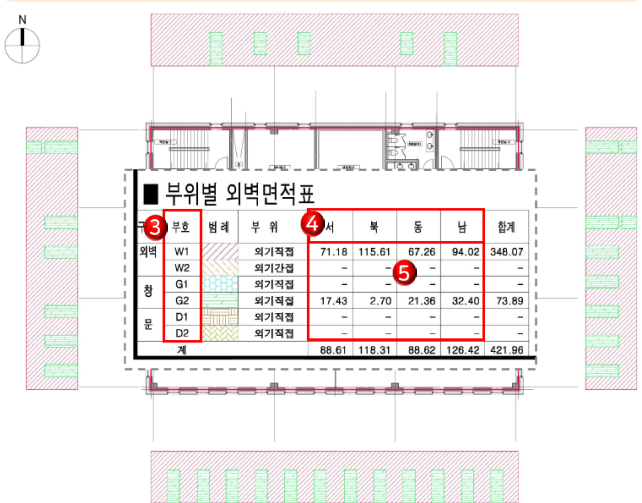 N
■ 부위별 외벽면적표
3 부호 범례 부 위 4 서 북 동 남 합계
외벽 W1 외기직접 71.18 115.61 67.26 94.02 348.07
W2 외기간접 – – – – –
창 G1 외기직접 – – 5 – – –
G2 외기직접 17.43 2.70 21.36 32.40 73.89
문 D1 외기직접 – – – – –
D2 외기직접 – – – – –
계 88.61 118.31 88.62 126.42 421.96